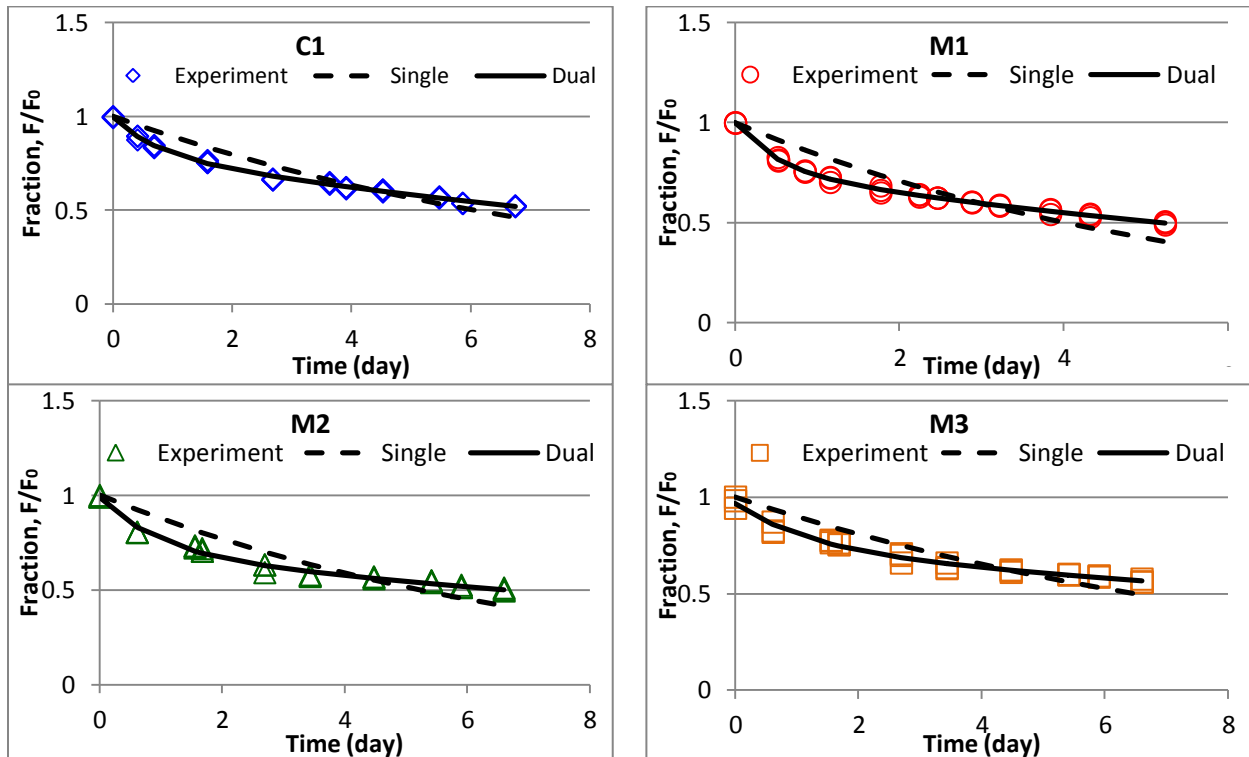 C1
Experiment Single Dual
Fraction, F/F₀
1.5
1
0.5
0
0 2 4 6 8
Time (day)
M1
Experiment Single Dual
Fraction, F/F₀
1.5
1
0.5
0
0 2 4
Time (day)
M2
Experiment Single Dual
Fraction, F/F₀
1.5
1
0.5
0
0 2 4 6 8
Time (day)
M3
Experiment Single Dual
Fraction, F/F₀
1.5
1
0.5
0
0 2 4 6 8
Time (day)